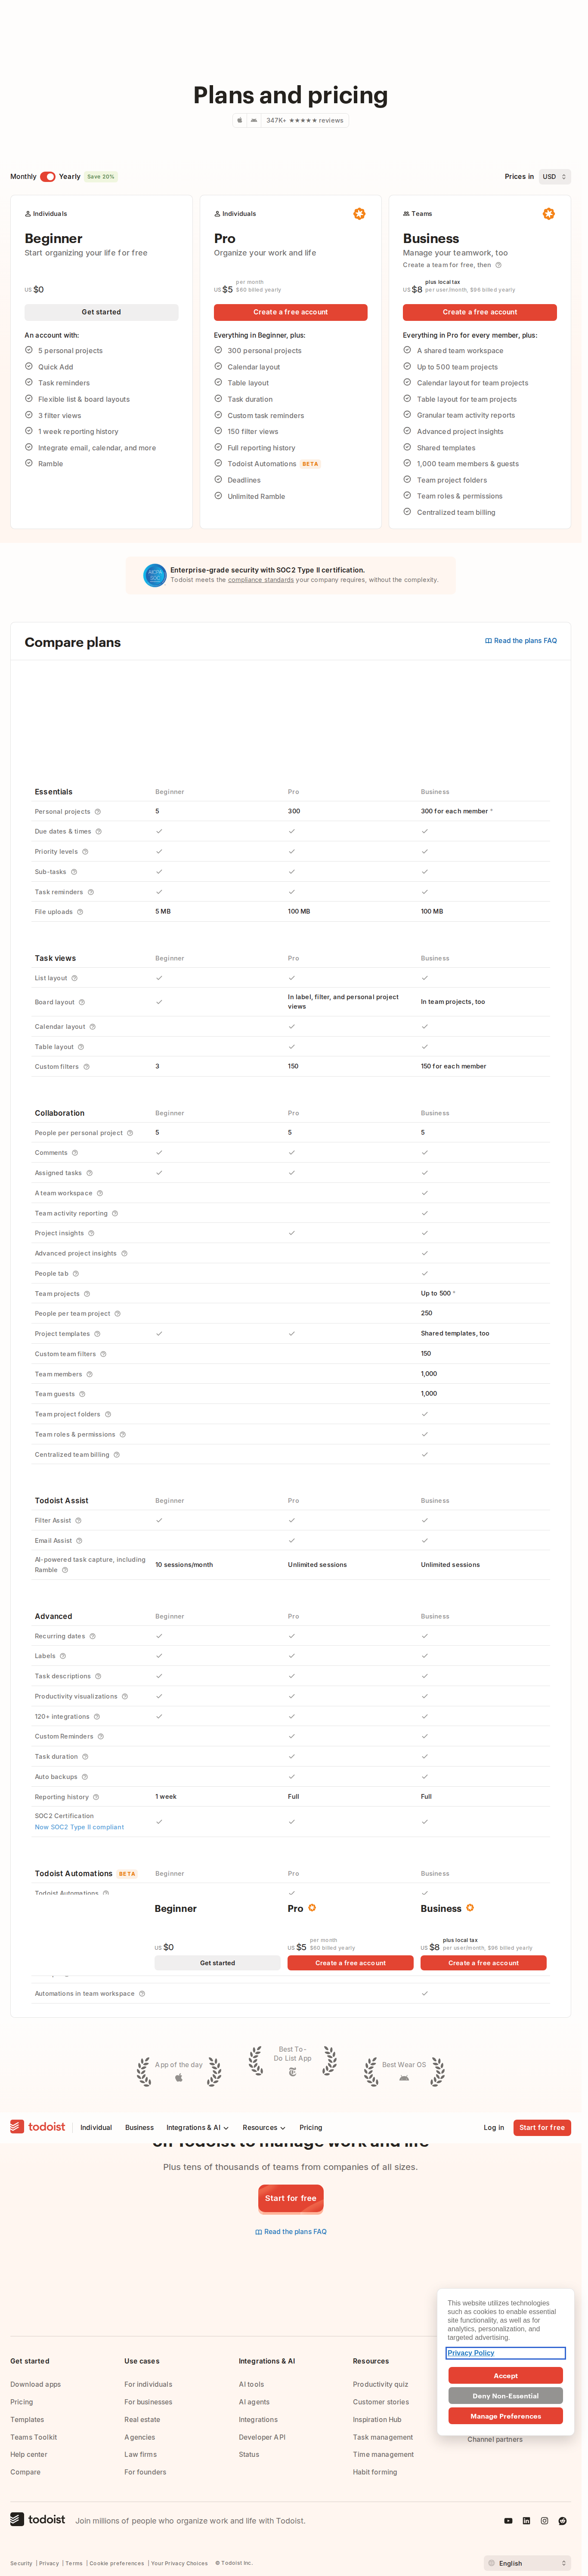 Plans and pricing
347K+ ★★★★★ reviews
Monthly Yearly Save 20%
Prices in USD
Individuals
Beginner
Start organizing your life for free
US $0
Get started
An account with:
5 personal projects
Quick Add
Task reminders
Flexible list & board layouts
3 filter views
1 week reporting history
Integrate email, calendar, and more
Ramble
Individuals
Pro
Organize your work and life
US $5 per month
$60 billed yearly
Create a free account
Everything in Beginner, plus:
300 personal projects
Calendar layout
Table layout
Task duration
Custom task reminders
150 filter views
Full reporting history
Todoist Automations BETA
Deadlines
Unlimited Ramble
Teams
Business
Manage your teamwork, too
Create a team for free, then
US $8 plus local tax
per user/month, $96 billed yearly
Create a free account
Everything in Pro for every member, plus:
A shared team workspace
Up to 500 team projects
Calendar layout for team projects
Table layout for team projects
Granular team activity reports
Advanced project insights
Shared templates
1,000 team members & guests
Team project folders
Team roles & permissions
Centralized team billing
Enterprise-grade security with SOC2 Type II certification.
Todoist meets the compliance standards your company requires, without the complexity.
Compare plans
Read the plans FAQ
Essentials Beginner Pro Business
Personal projects 5 300 300 for each member *
Due dates & times
Priority levels
Sub-tasks
Task reminders
File uploads 5 MB 100 MB 100 MB
Task views Beginner Pro Business
List layout
Board layout In label, filter, and personal project views In team projects, too
Calendar layout
Table layout
Custom filters 3 150 150 for each member
Collaboration Beginner Pro Business
People per personal project 5 5 5
Comments
Assigned tasks
A team workspace
Team activity reporting
Project insights
Advanced project insights
People tab
Team projects Up to 500 *
People per team project 250
Project templates Shared templates, too
Custom team filters 150
Team members 1,000
Team guests 1,000
Team project folders
Team roles & permissions
Centralized team billing
Todoist Assist Beginner Pro Business
Filter Assist
Email Assist
AI-powered task capture, including Ramble 10 sessions/month Unlimited sessions Unlimited sessions
Advanced Beginner Pro Business
Recurring dates
Labels
Task descriptions
Productivity visualizations
120+ integrations
Custom Reminders
Task duration
Auto backups
Reporting history 1 week Full Full
SOC2 Certification
Now SOC2 Type II compliant
Todoist Automations BETA Beginner Pro Business
Todoist Automations
Beginner Pro Business
US $0
US $5 per month
$60 billed yearly
US $8 plus local tax
per user/month, $96 billed yearly
Get started Create a free account Create a free account
Automations in team workspace
App of the day
Best To-Do List App
Best Wear OS
todoist Individual Business Integrations & AI Resources Pricing Log in Start for free
on Todoist to manage work and life
Plus tens of thousands of teams from companies of all sizes.
Start for free
Read the plans FAQ
This website utilizes technologies such as cookies to enable essential site functionality, as well as for analytics, personalization, and targeted advertising.
Privacy Policy
Accept
Deny Non-Essential
Manage Preferences
Get started
Download apps
Pricing
Templates
Teams Toolkit
Help center
Compare
Use cases
For individuals
For businesses
Real estate
Agencies
Law firms
For founders
Integrations & AI
AI tools
AI agents
Integrations
Developer API
Status
Resources
Productivity quiz
Customer stories
Inspiration Hub
Task management
Time management
Habit forming
Channel partners
todoist Join millions of people who organize work and life with Todoist.
Security | Privacy | Terms | Cookie preferences | Your Privacy Choices © Todoist Inc.
English